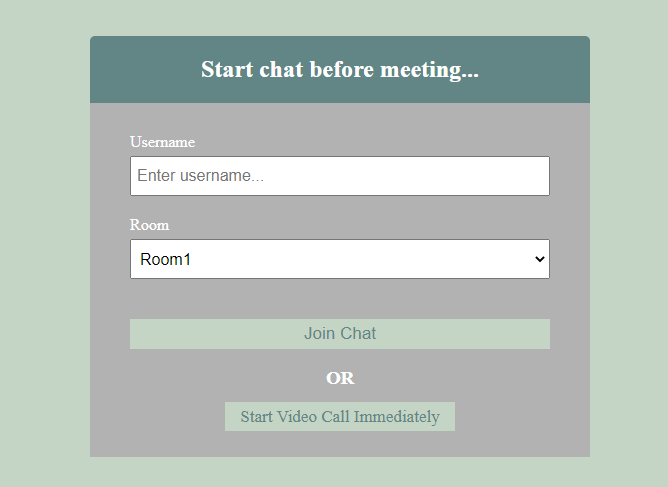 Start chat before meeting...
Username
Enter username...
Room
Room1
Join Chat
OR
Start Video Call Immediately